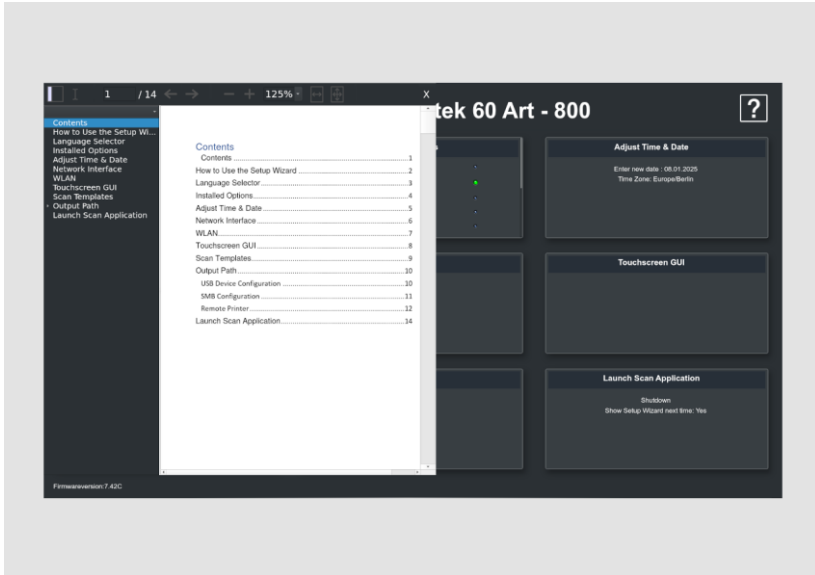 1 / 14 125% X
Contents
How to Use the Setup Wi...
Language Selector
Installed Options
Adjust Time & Date
Network Interface
WLAN
Touchscreen GUI
Scan Templates
Output Path
Launch Scan Application
Contents
Contents ... 1
How to Use the Setup Wizard ... 2
Language Selector ... 3
Installed Options ... 4
Adjust Time & Date ... 5
Network Interface ... 6
WLAN ... 7
Touchscreen GUI ... 8
Scan Templates ... 9
Output Path ... 10
USB Device Configuration ... 10
SMB Configuration ... 11
Remote Printer ... 12
Launch Scan Application ... 14
tek 60 Art - 800
?
s
Adjust Time & Date
Enter new date : 08.01.2025
Time Zone: Europe/Berlin
Touchscreen GUI
Launch Scan Application
Shutdown
Show Setup Wizard next time: Yes
Firmwareversion:7.42C